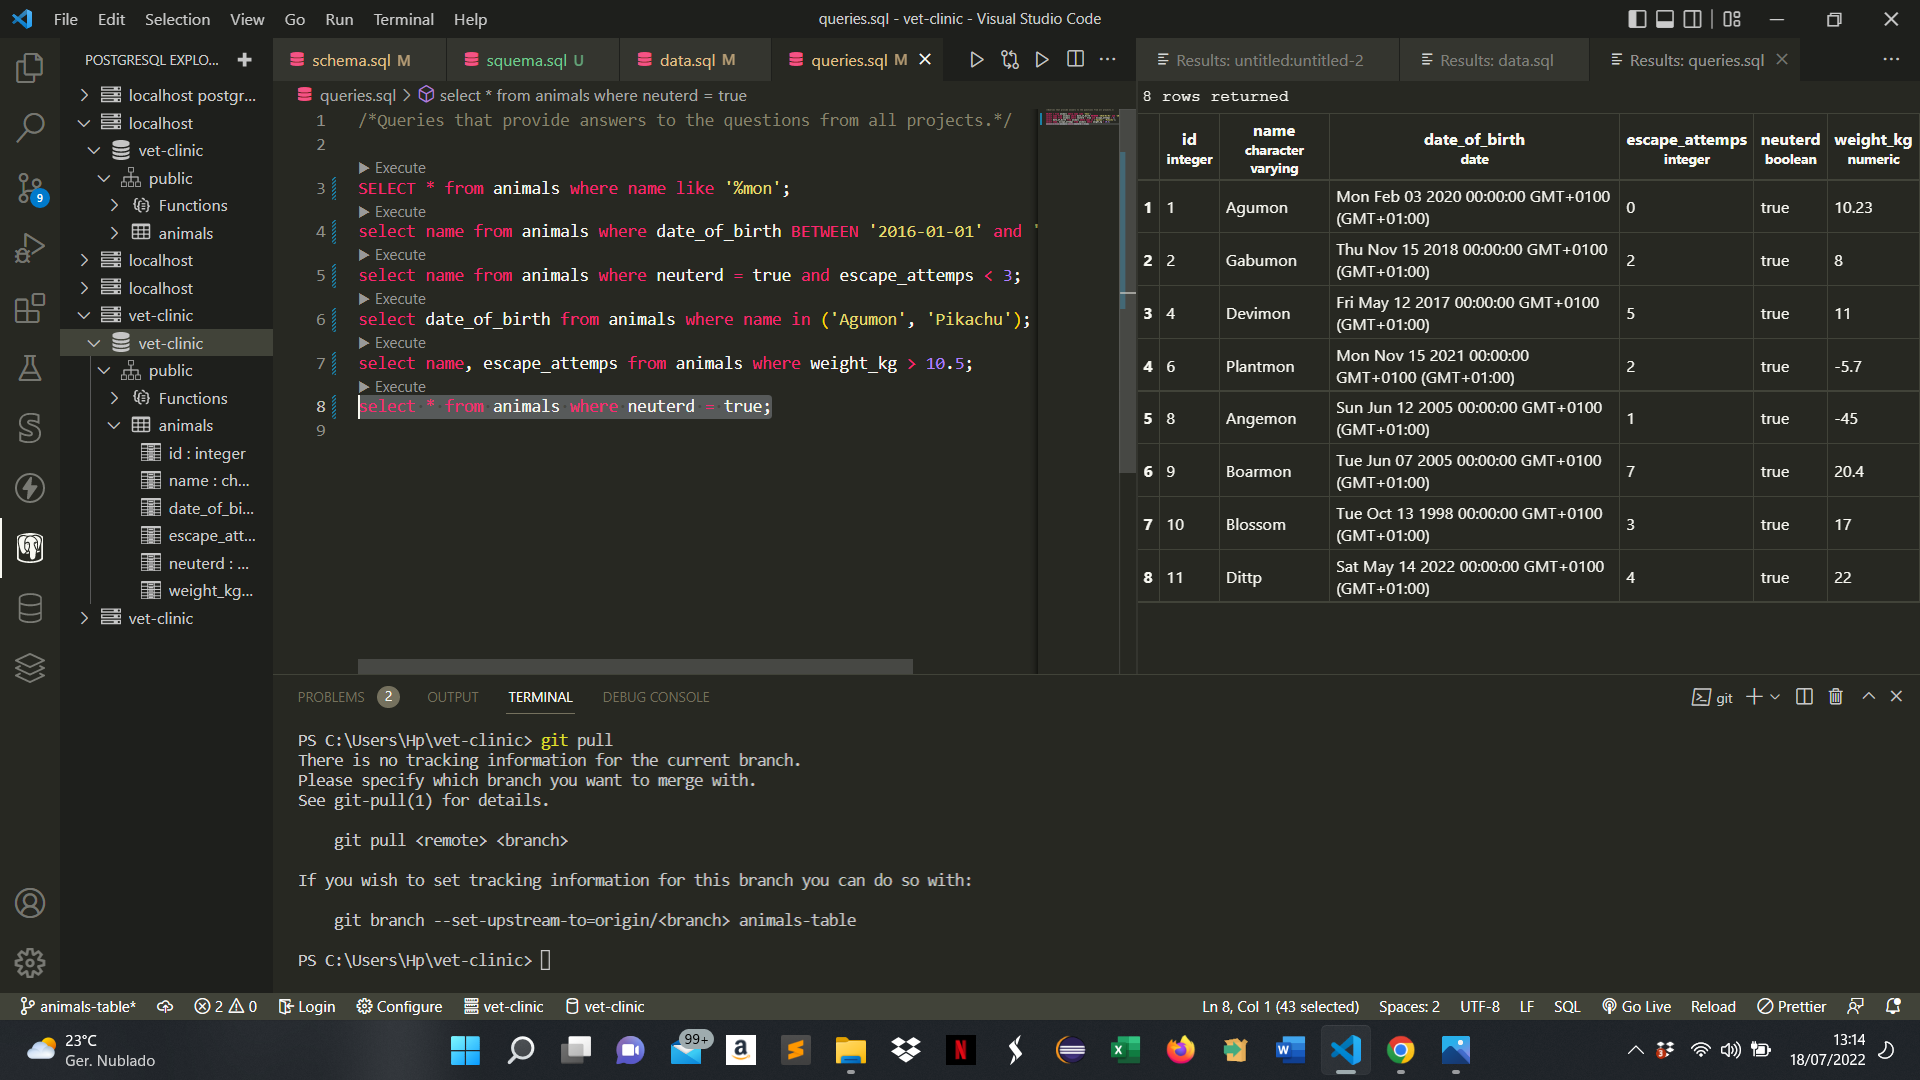 File Edit Selection View Go Run Terminal Help
queries.sql - vet-clinic - Visual Studio Code
POSTGRESQL EXPLO...
localhost postgr...
localhost
vet-clinic
public
Functions
animals
localhost
localhost
vet-clinic
vet-clinic
public
Functions
animals
id : integer
name : ch...
date_of_bi...
escape_att...
neuterd : ...
weight_kg...
vet-clinic
9
schema.sql M
squema.sql U
data.sql M
queries.sql M
queries.sql > select * from animals where neuterd = true
1 /*Queries that provide answers to the questions from all projects.*/
2
Execute
3 SELECT * from animals where name like '%mon';
Execute
4 select name from animals where date_of_birth BETWEEN '2016-01-01' and '
Execute
5 select name from animals where neuterd = true and escape_attemps < 3;
Execute
6 select date_of_birth from animals where name in ('Agumon', 'Pikachu');
Execute
7 select name, escape_attemps from animals where weight_kg > 10.5;
Execute
8 select * from animals where neuterd = true;
9
Results: untitled:untitled-2
Results: data.sql
Results: queries.sql
8 rows returned
id integer name character varying date_of_birth date escape_attemps integer neuterd boolean weight_kg numeric
1 1 Agumon Mon Feb 03 2020 00:00:00 GMT+0100 (GMT+01:00) 0 true 10.23
2 2 Gabumon Thu Nov 15 2018 00:00:00 GMT+0100 (GMT+01:00) 2 true 8
3 4 Devimon Fri May 12 2017 00:00:00 GMT+0100 (GMT+01:00) 5 true 11
4 6 Plantmon Mon Nov 15 2021 00:00:00 GMT+0100 (GMT+01:00) 2 true -5.7
5 8 Angemon Sun Jun 12 2005 00:00:00 GMT+0100 (GMT+01:00) 1 true -45
6 9 Boarmon Tue Jun 07 2005 00:00:00 GMT+0100 (GMT+01:00) 7 true 20.4
7 10 Blossom Tue Oct 13 1998 00:00:00 GMT+0100 (GMT+01:00) 3 true 17
8 11 Dittp Sat May 14 2022 00:00:00 GMT+0100 (GMT+01:00) 4 true 22
PROBLEMS 2 OUTPUT TERMINAL DEBUG CONSOLE
git
PS C:\Users\Hp\vet-clinic> git pull
There is no tracking information for the current branch.
Please specify which branch you want to merge with.
See git-pull(1) for details.
git pull <remote> <branch>
If you wish to set tracking information for this branch you can do so with:
git branch --set-upstream-to=origin/<branch> animals-table
PS C:\Users\Hp\vet-clinic>
animals-table* 2 0 Login Configure vet-clinic vet-clinic
Ln 8, Col 1 (43 selected) Spaces: 2 UTF-8 LF SQL Go Live Reload Prettier
23°C
Ger. Nublado
99+
13:14
18/07/2022